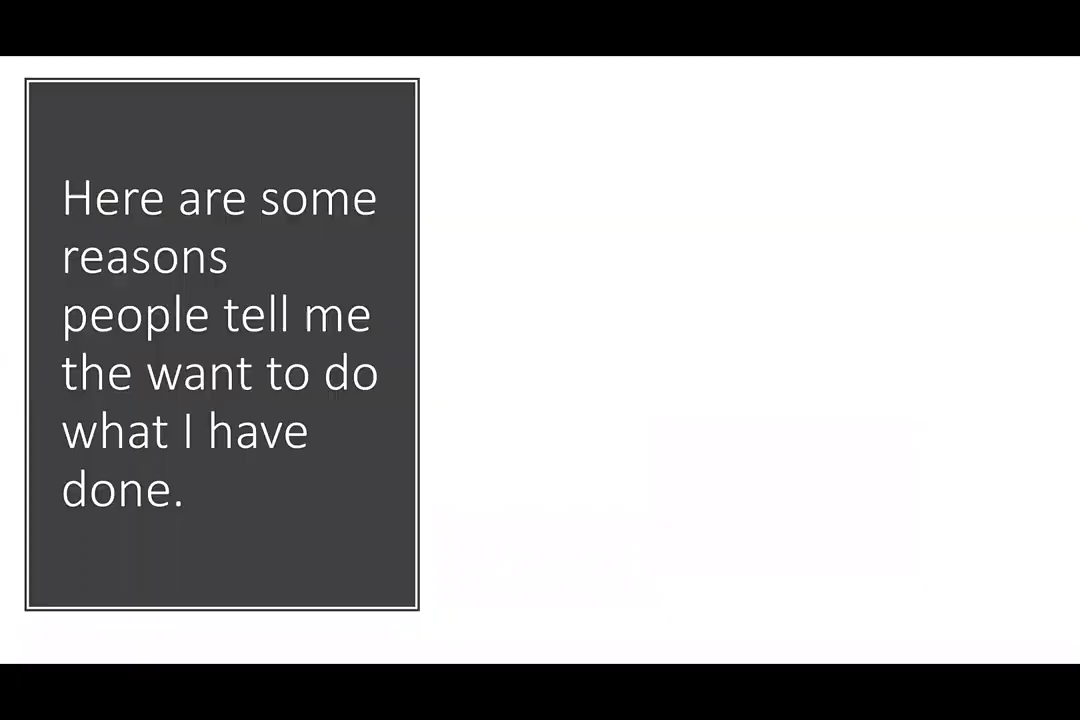 Here are some
reasons
people tell me
the want to do
what I have
done.